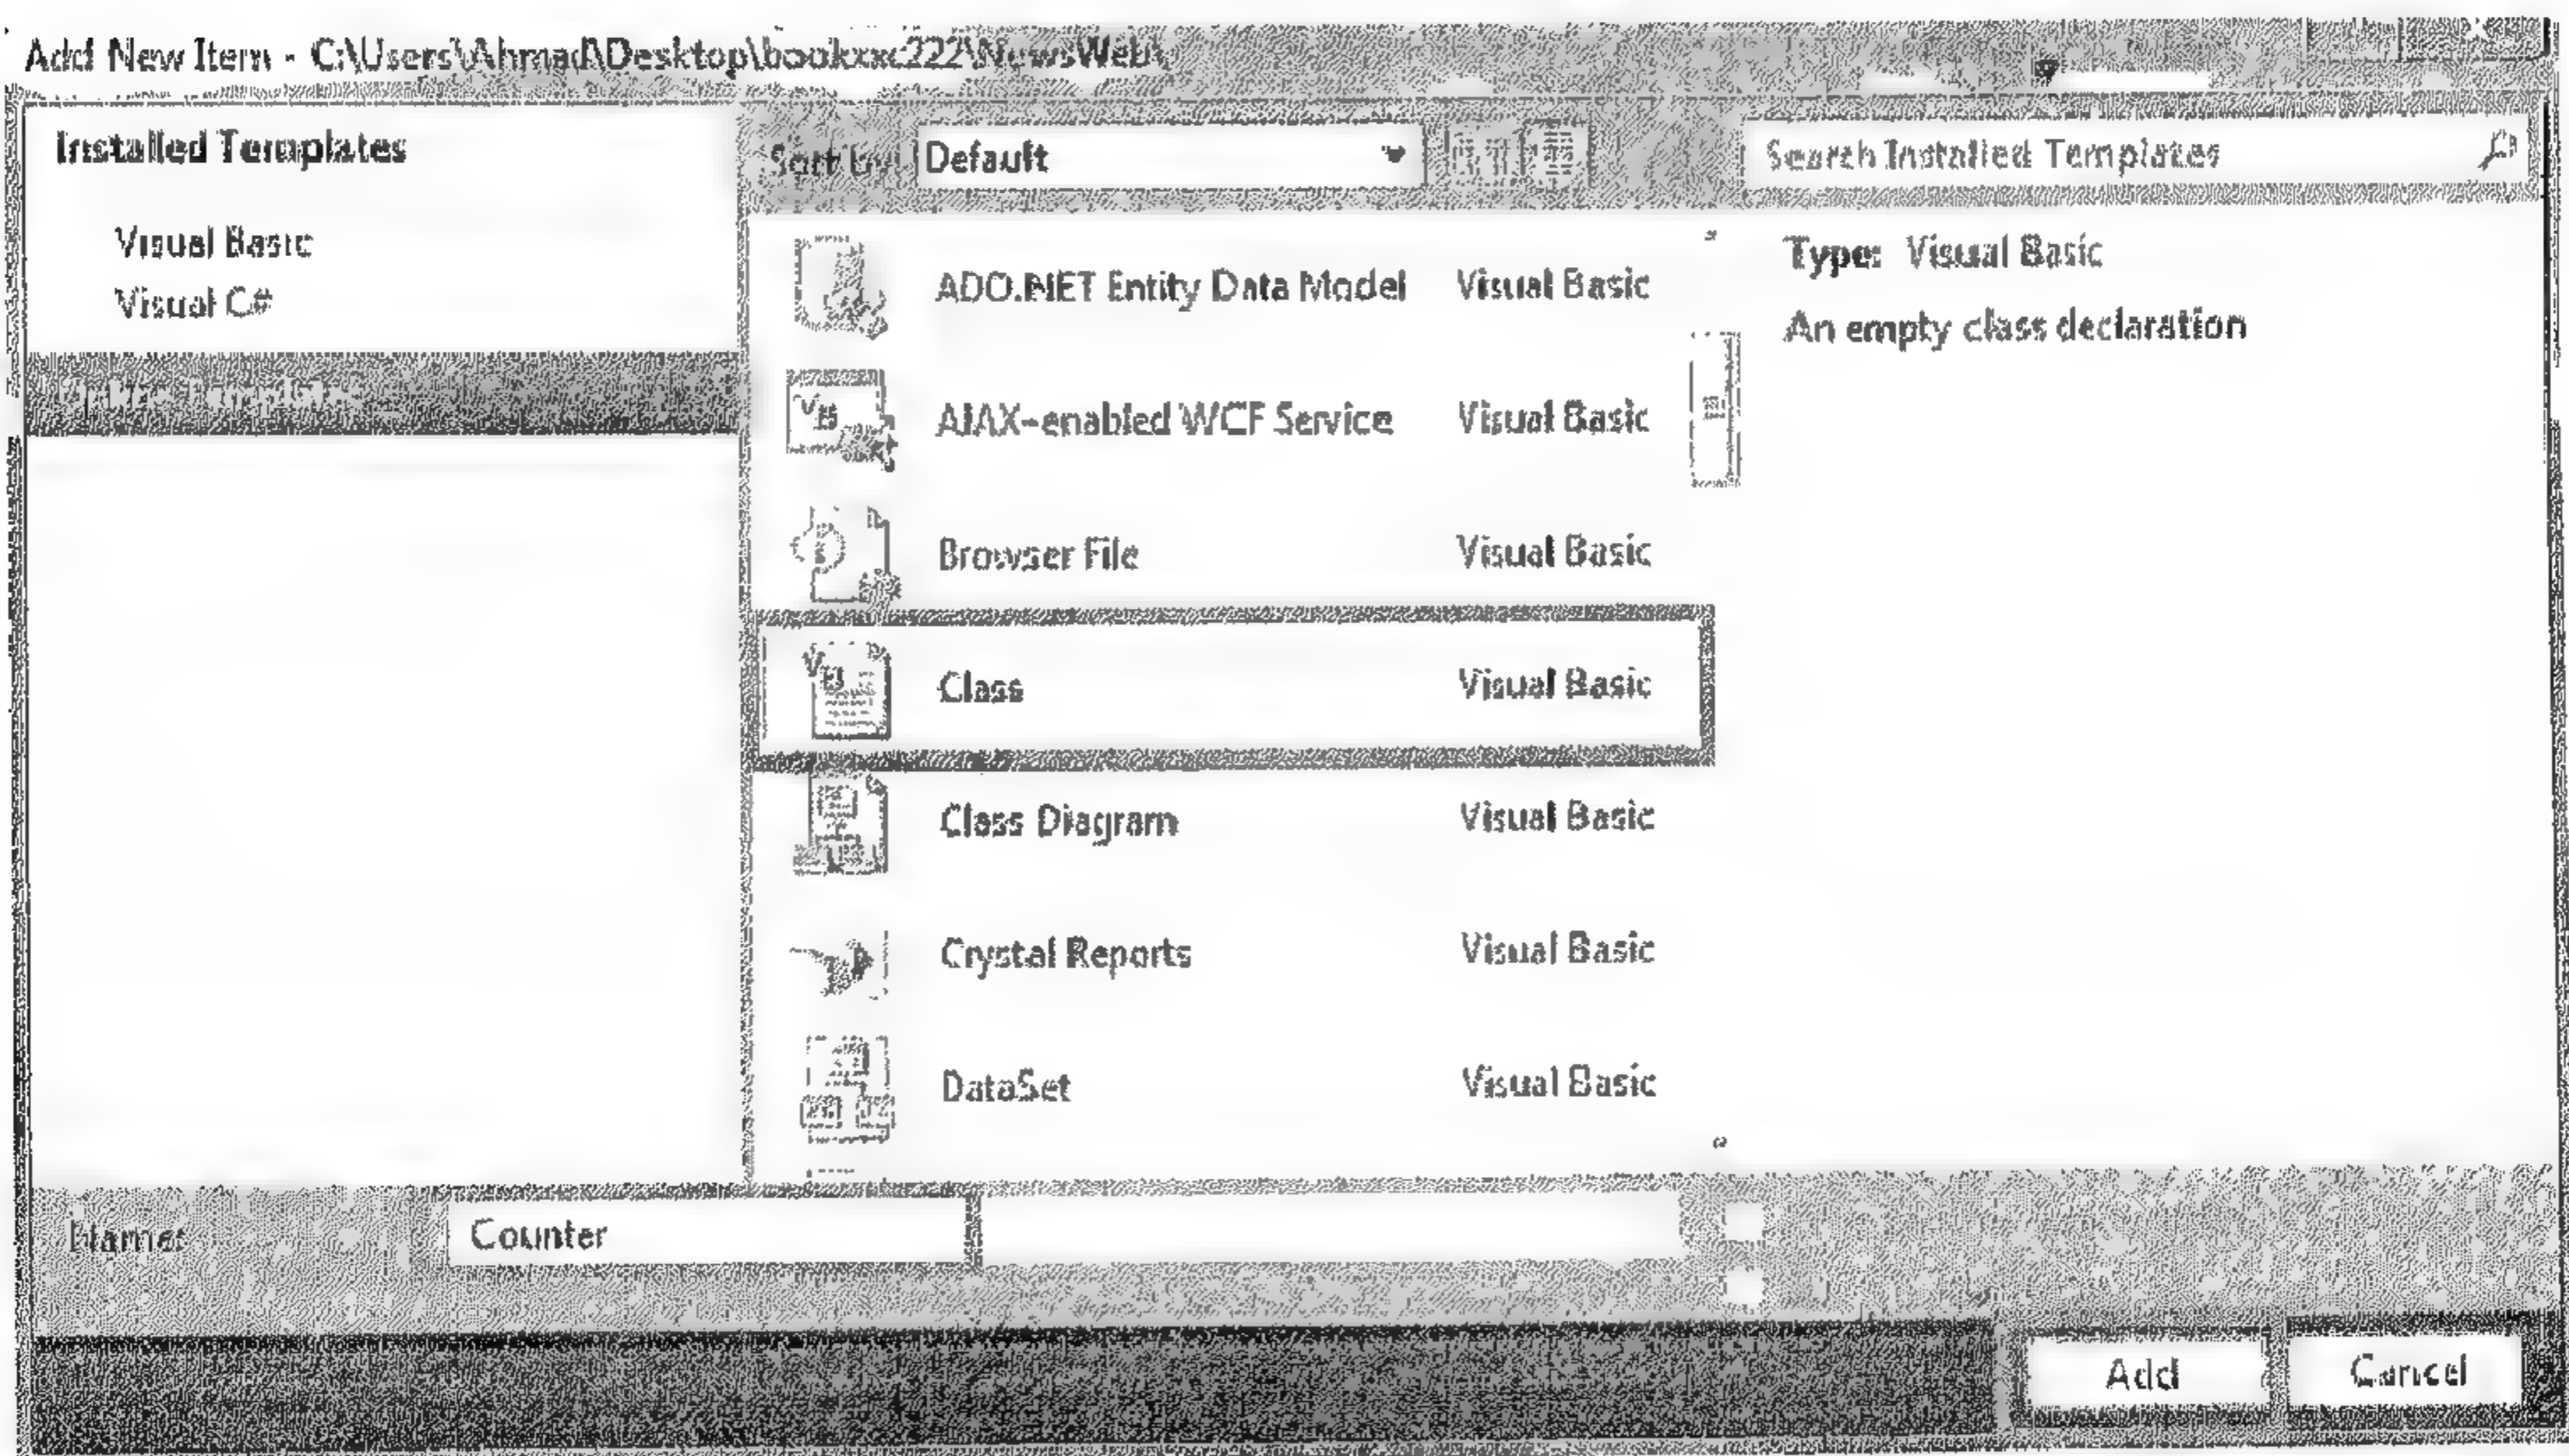 Add New Item - C:\Users\Ahmad\Desktop\bookxxc222\NewsWeb\
Installed Templates
Visual Basic
Visual C#
Online Templates
Sort by: Default
Search Installed Templates
ADO.NET Entity Data Model Visual Basic
AJAX-enabled WCF Service Visual Basic
Browser File Visual Basic
Class Visual Basic
Class Diagram Visual Basic
Crystal Reports Visual Basic
DataSet Visual Basic
Type: Visual Basic
An empty class declaration
Name: Counter
Add Cancel